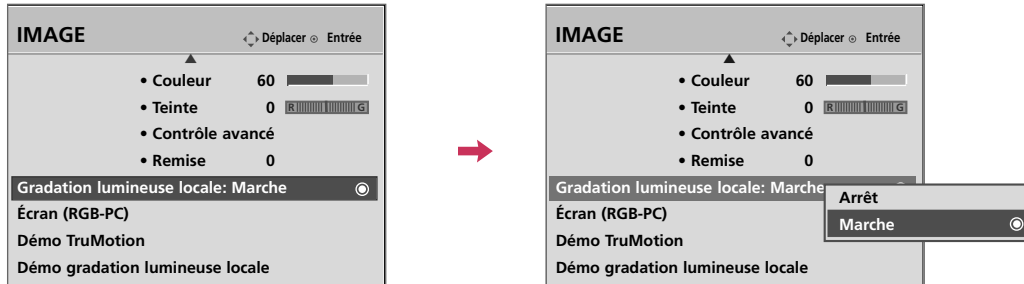 IMAGE
Déplacer Entrée
• Couleur 60
• Teinte 0 R G
• Contrôle avancé
• Remise 0
Gradation lumineuse locale: Marche
Écran (RGB-PC)
Démo TruMotion
Démo gradation lumineuse locale
IMAGE
Déplacer Entrée
• Couleur 60
• Teinte 0 R G
• Contrôle avancé
• Remise 0
Gradation lumineuse locale: Marche
Écran (RGB-PC)
Démo TruMotion
Démo gradation lumineuse locale
Arrêt
Marche